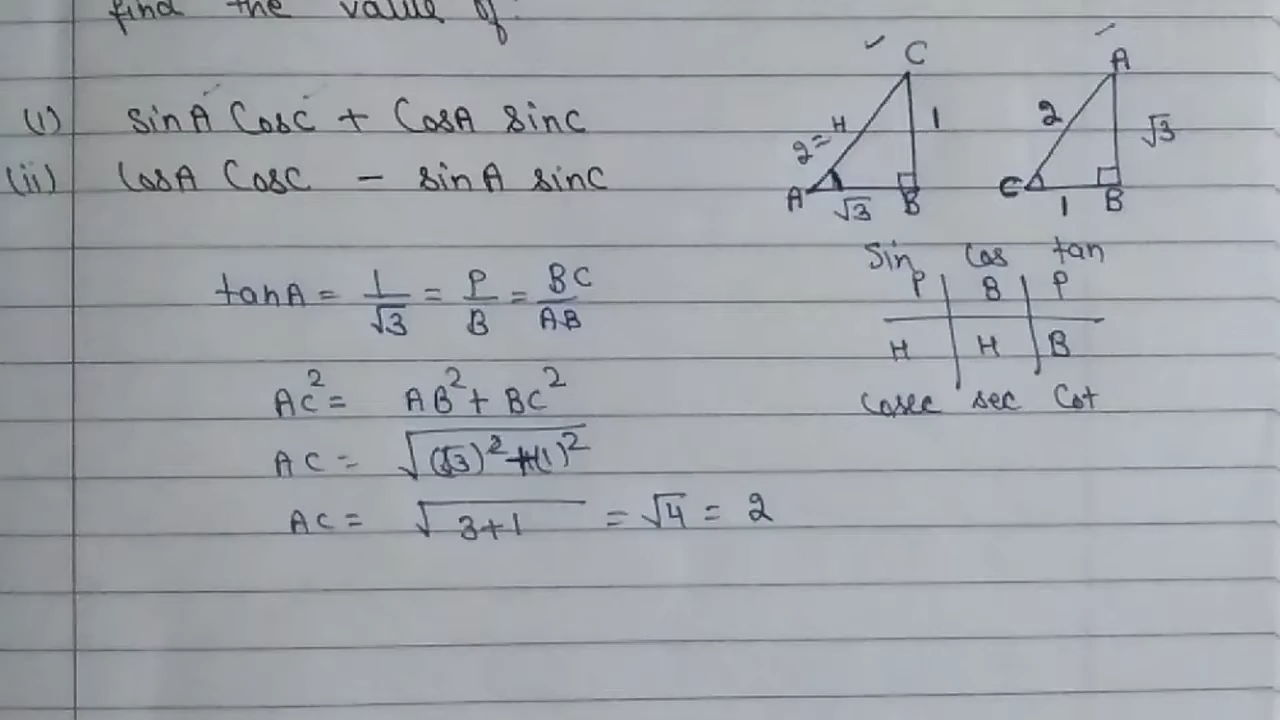 find the value of
(i) sinA Cosc + CosA sinc
(ii) CosA Cosc - sinA sinc
C
H
1
2=
A
√3
B
A
2
√3
C
1
B
Sin Cos tan
P B P
H H B
cosec sec Cot
tanA = 1/√3 = P/B = BC/AB
AC² = AB² + BC²
AC = √(√3)² + (1)²
AC = √3+1 = √4 = 2